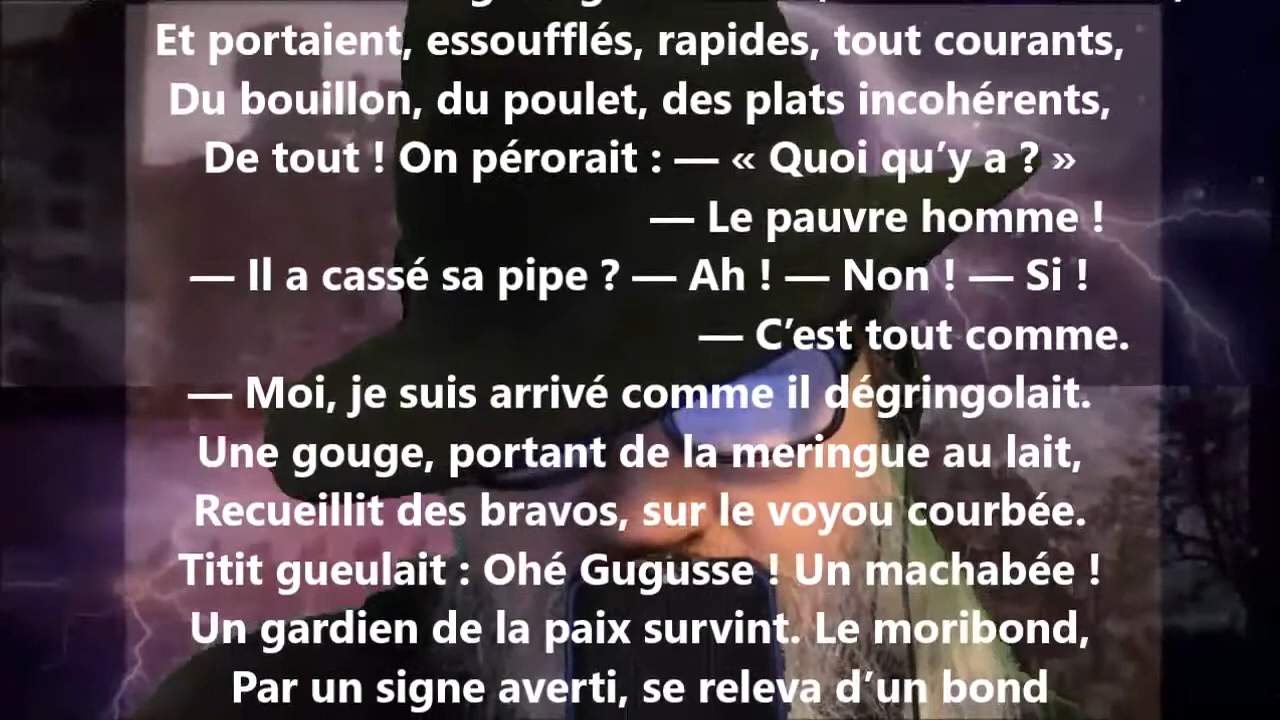 Et portaient, essoufflés, rapides, tout courants,
Du bouillon, du poulet, des plats incohérents,
De tout ! On pérorait : — « Quoi qu’y a ? »
— Le pauvre homme !
— Il a cassé sa pipe ? — Ah ! — Non ! — Si !
— C’est tout comme.
— Moi, je suis arrivé comme il dégringolait.
Une gouge, portant de la meringue au lait,
Recueillit des bravos, sur le voyou courbée.
Titit gueulait : Ohé Gugusse ! Un machabée !
Un gardien de la paix survint. Le moribond,
Par un signe averti, se releva d’un bond